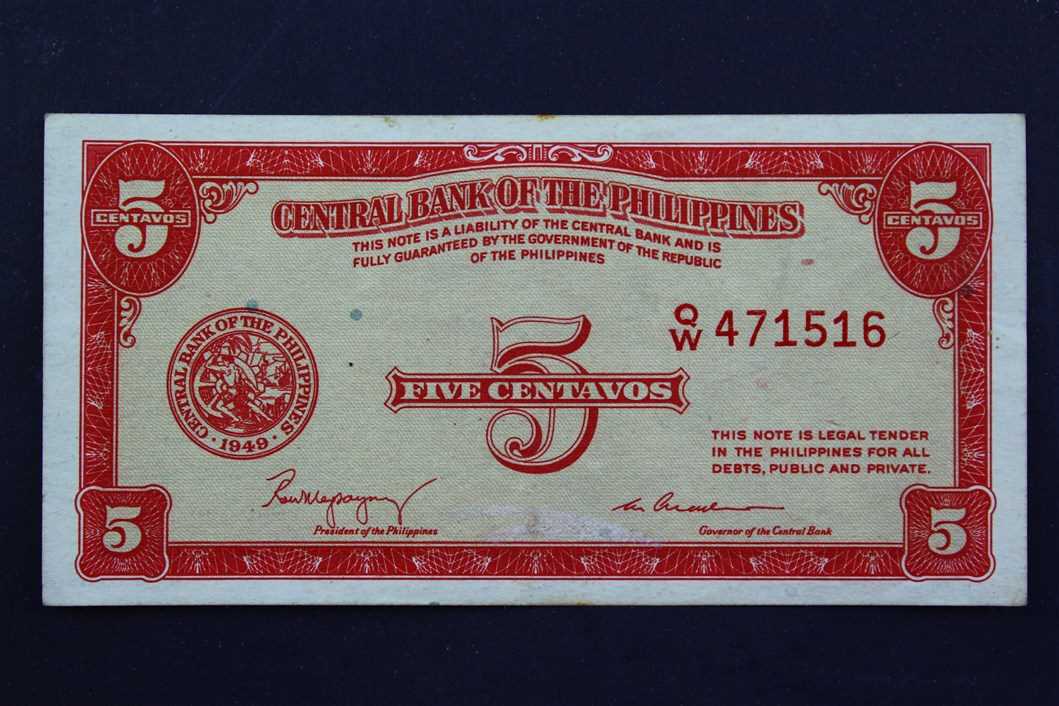 5
CENTAVOS
5
CENTAVOS
CENTRAL BANK OF THE PHILIPPINES
THIS NOTE IS A LIABILITY OF THE CENTRAL BANK AND IS
FULLY GUARANTEED BY THE GOVERNMENT OF THE REPUBLIC
OF THE PHILIPPINES
Q
W 471516
CENTRAL BANK OF THE PHILIPPINES
· 1949 ·
5
FIVE CENTAVOS
THIS NOTE IS LEGAL TENDER
IN THE PHILIPPINES FOR ALL
DEBTS, PUBLIC AND PRIVATE.
President of the Philippines
Governor of the Central Bank
5
5